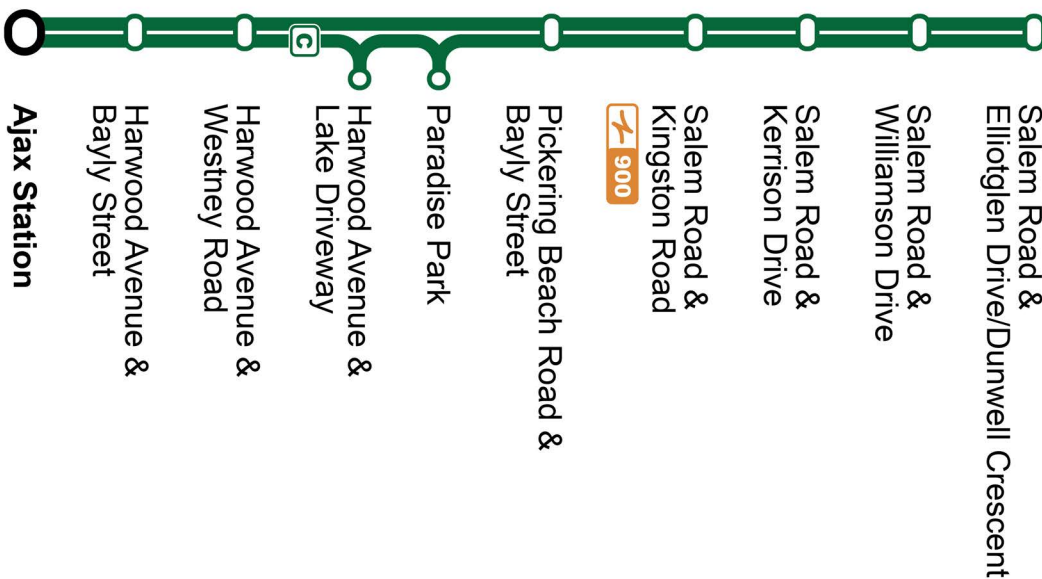 Ajax Station
Harwood Avenue &
Bayly Street
Harwood Avenue &
Westney Road
C
Harwood Avenue &
Lake Driveway
Paradise Park
Pickering Beach Road &
Bayly Street
Salem Road &
Kingston Road
900
Salem Road &
Kerrison Drive
Salem Road &
Williamson Drive
Salem Road &
Elliotglen Drive/Dunwell Crescent